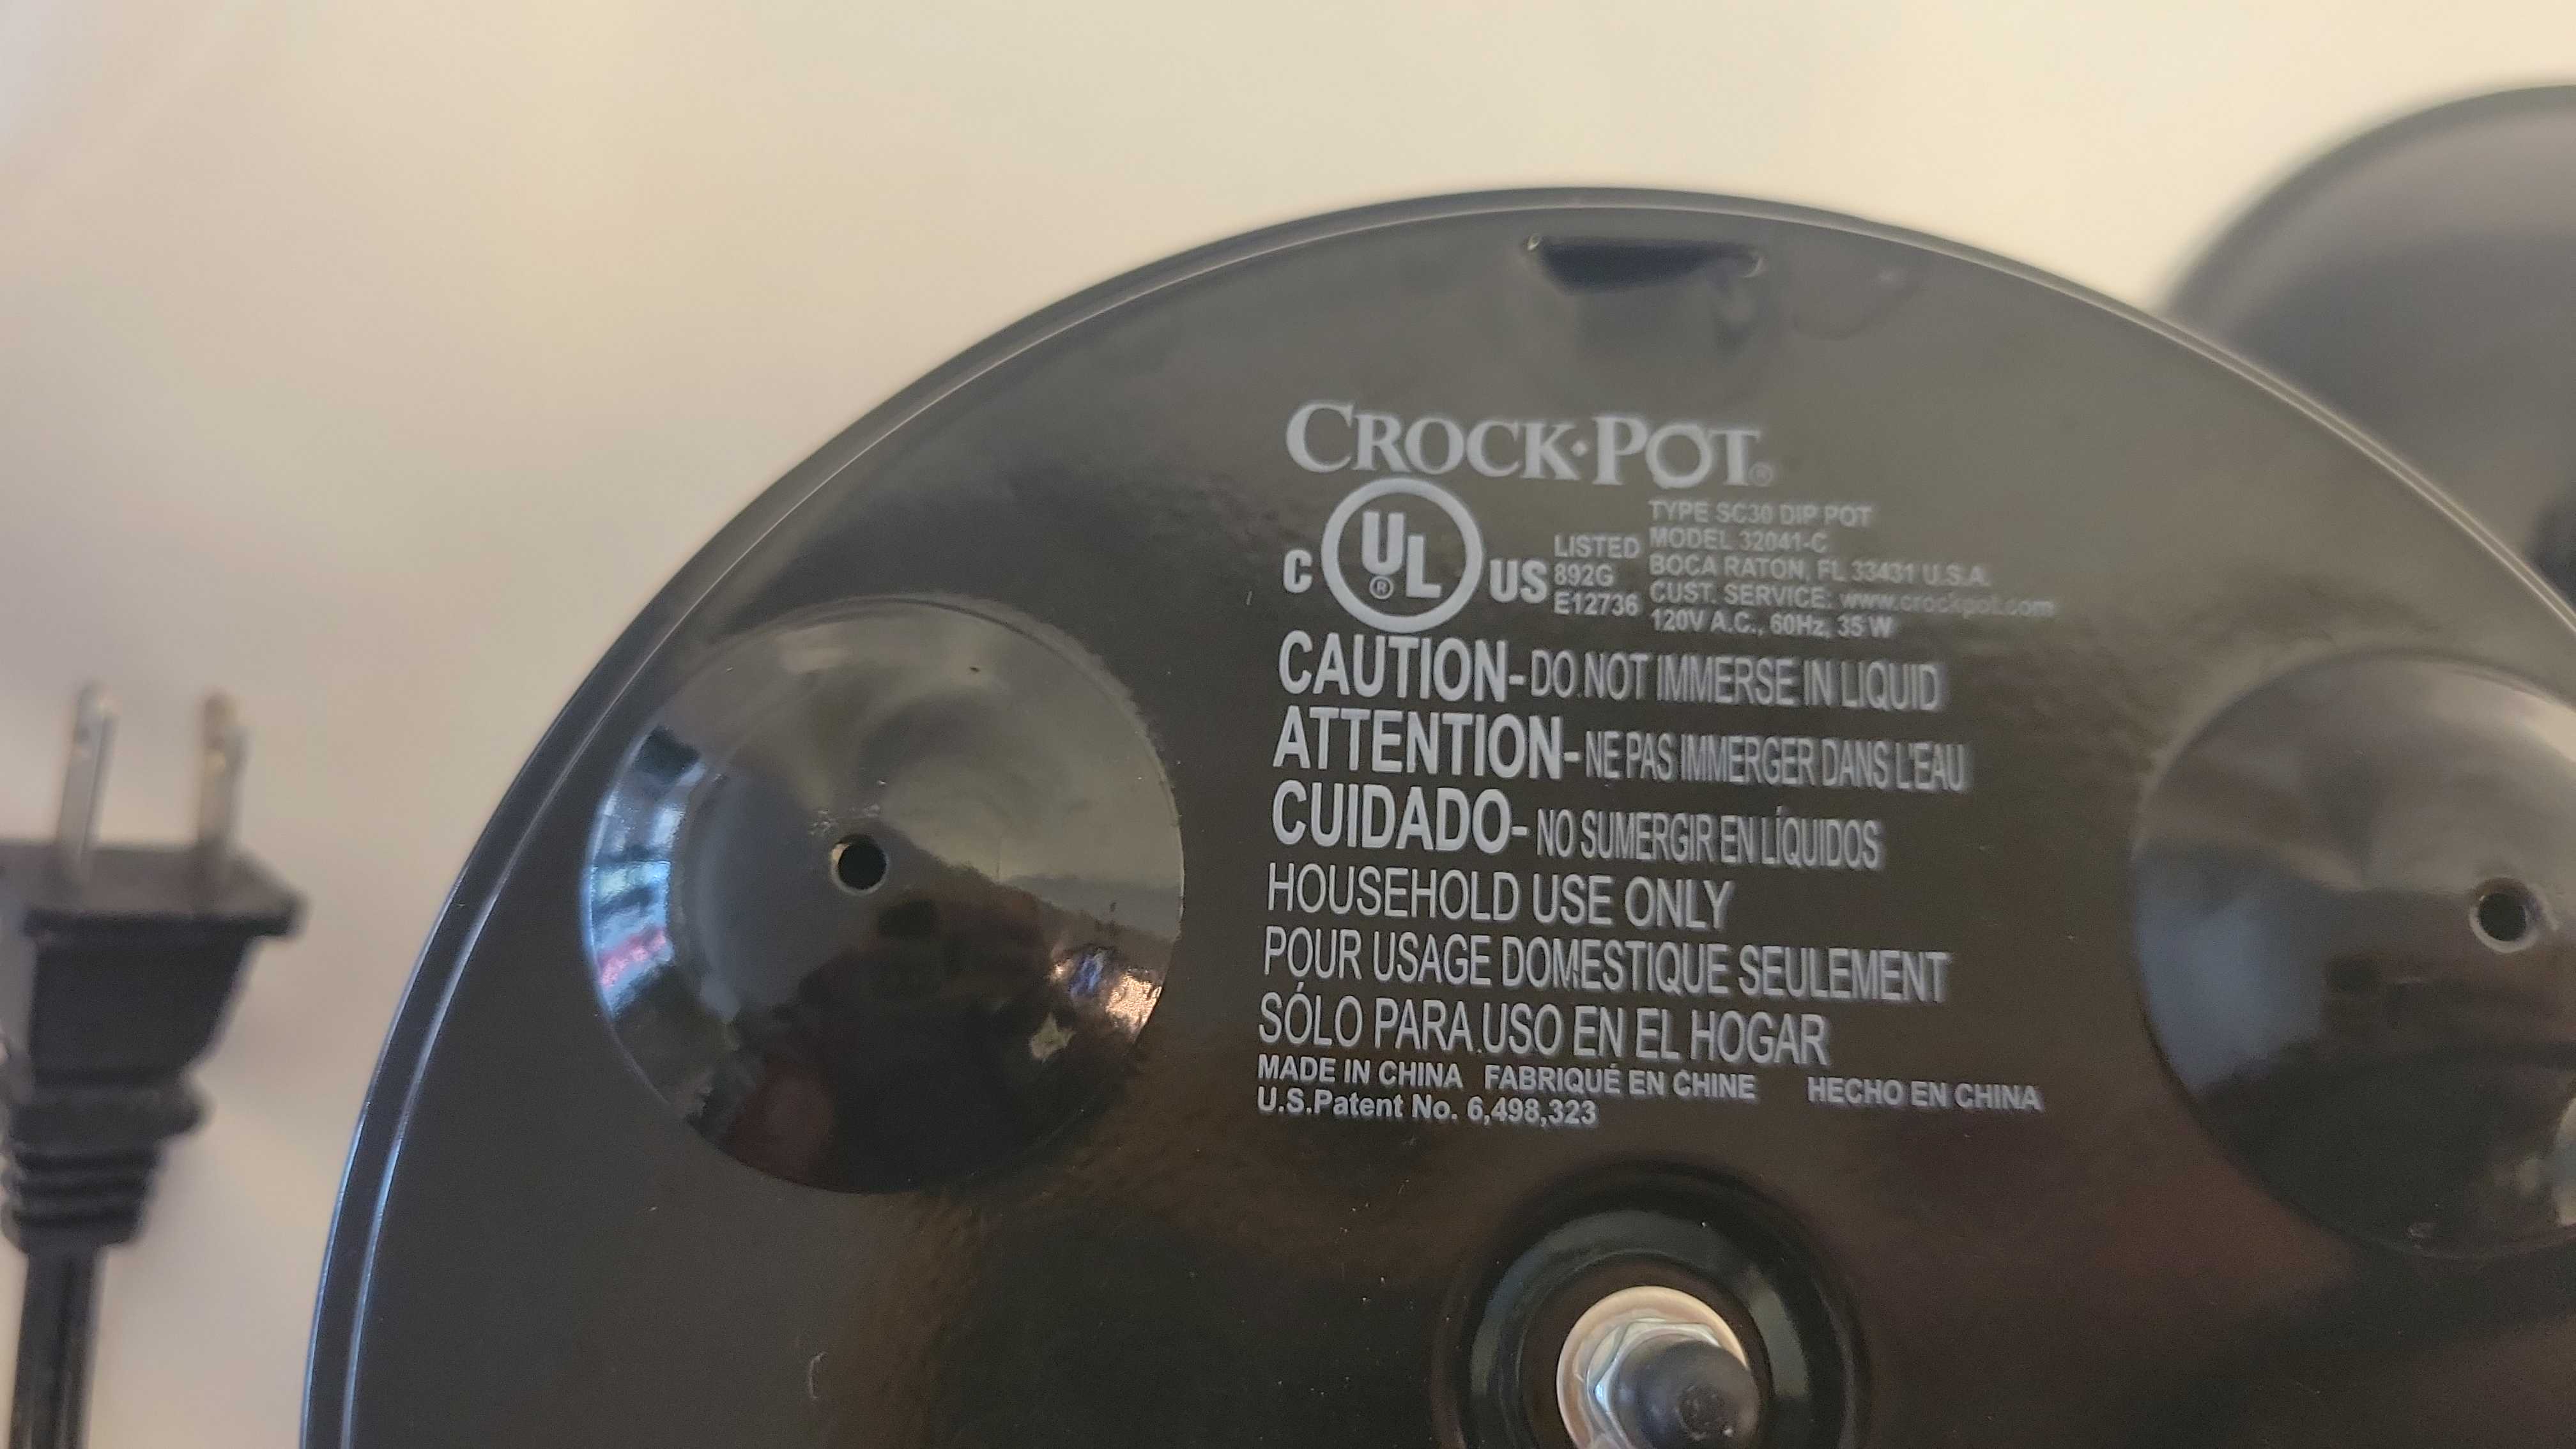 CROCK·POT®
C UL® US
LISTED
892G
E12736
TYPE SC30 DIP POT
MODEL 32041-C
BOCA RATON, FL 33431 U.S.A.
CUST. SERVICE: www.crockpot.com
120V A.C., 60Hz, 35 W
CAUTION- DO NOT IMMERSE IN LIQUID
ATTENTION- NE PAS IMMERGER DANS L'EAU
CUIDADO- NO SUMERGIR EN LÍQUIDOS
HOUSEHOLD USE ONLY
POUR USAGE DOMESTIQUE SEULEMENT
SÓLO PARA USO EN EL HOGAR
MADE IN CHINA FABRIQUÉ EN CHINE HECHO EN CHINA
U.S.Patent No. 6,498,323